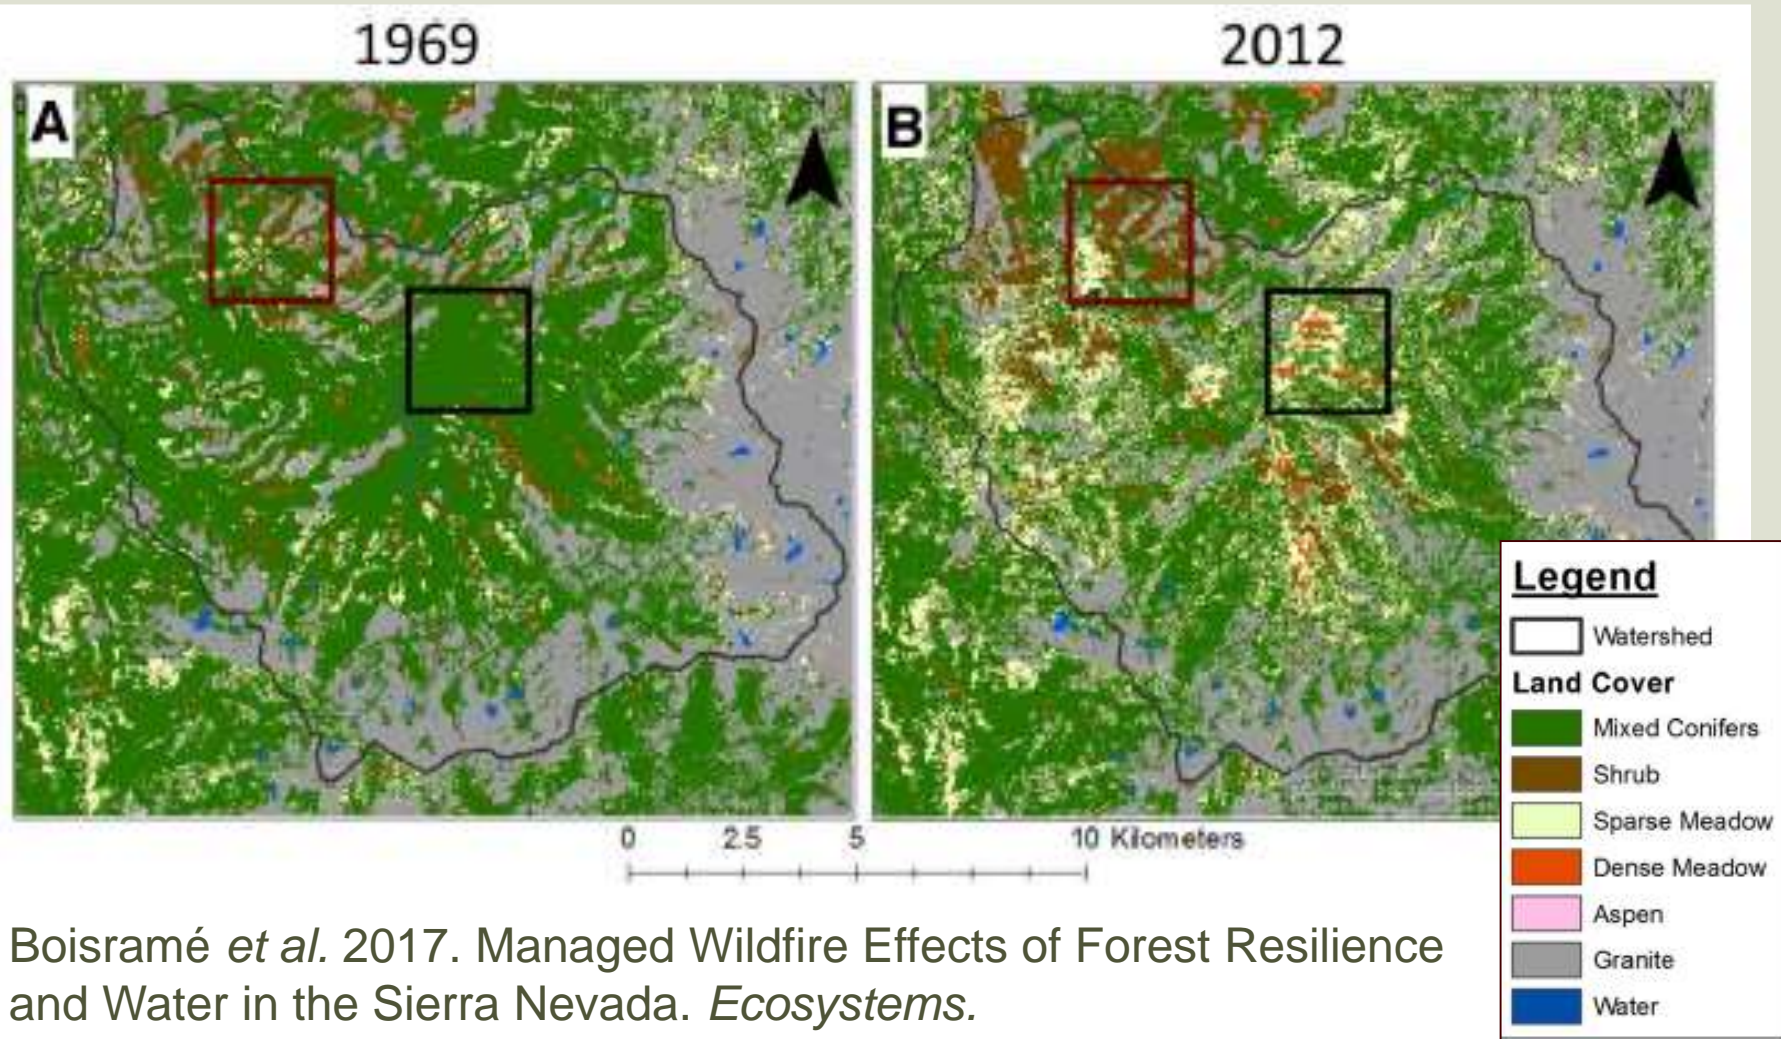 1969
2012
A
B
0 2.5 5 10 Kilometers
Legend
Watershed
Land Cover
Mixed Conifers
Shrub
Sparse Meadow
Dense Meadow
Aspen
Granite
Water
Boisramé et al. 2017. Managed Wildfire Effects of Forest Resilience
and Water in the Sierra Nevada. Ecosystems.